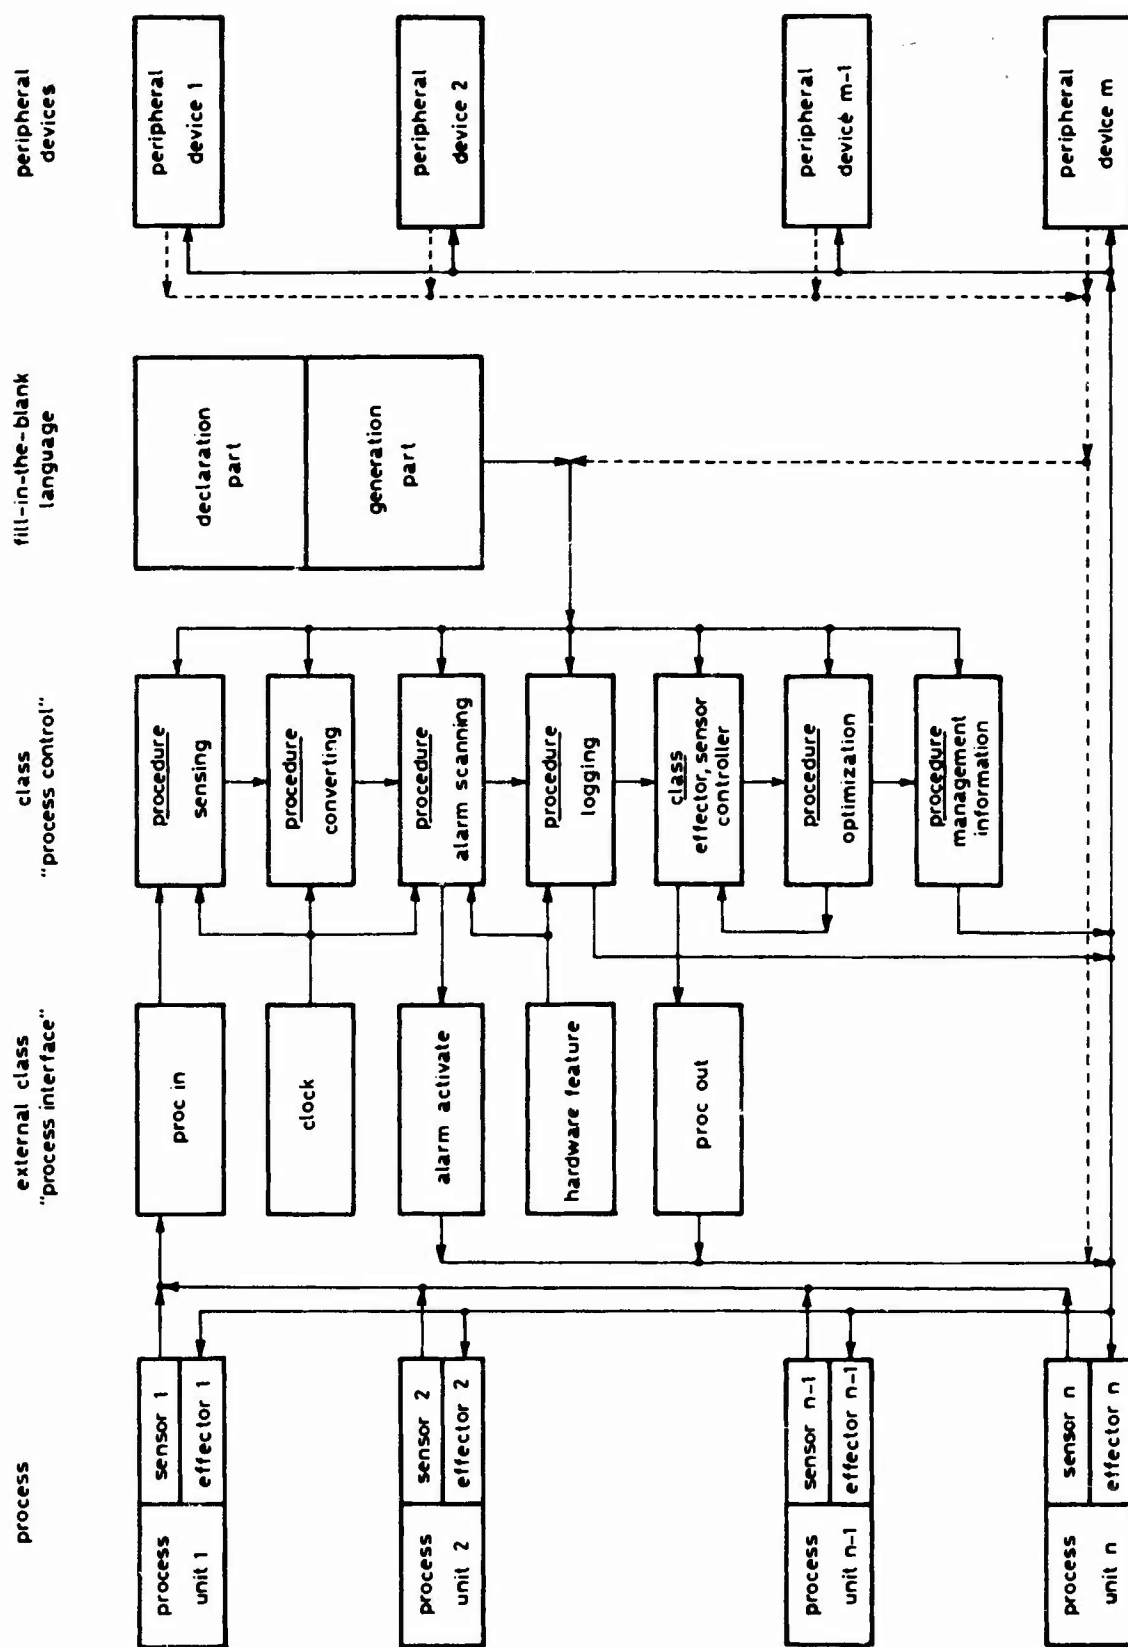 process
external class
"process interface"
class
"process control"
fill-in-the-blank
language
peripheral
devices
process
unit 1
sensor 1
effector 1
process
unit 2
sensor 2
effector 2
process
unit n-1
sensor n-1
effector n-1
process
unit n
sensor n
effector n
proc in
clock
alarm activate
hardware feature
proc out
procedure
sensing
procedure
converting
procedure
alarm scanning
procedure
logging
class
effector, sensor
controller
procedure
optimization
procedure
management
information
declaration
part
generation
part
peripheral
device 1
peripheral
device 2
peripheral
device m-1
peripheral
device m